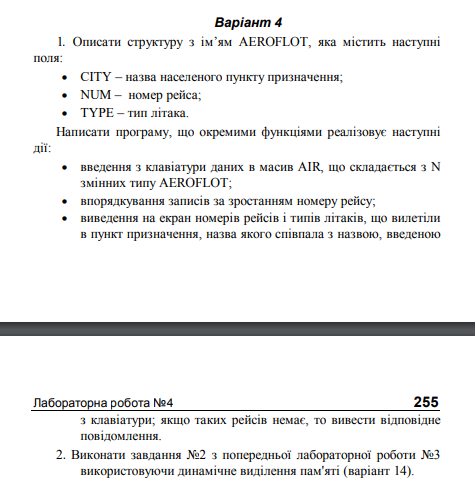 Варіант 4
1. Описати структуру з ім’ям AEROFLOT, яка містить наступні
поля:
• CITY – назва населеного пункту призначення;
• NUM – номер рейса;
• TYPE – тип літака.
Написати програму, що окремими функціями реалізовує наступні
дії:
• введення з клавіатури даних в масив AIR, що складається з N
змінних типу AEROFLOT;
• впорядкування записів за зростанням номеру рейсу;
• виведення на екран номерів рейсів і типів літаків, що вилетіли
в пункт призначення, назва якого співпала з назвою, введеною
Лабораторна робота №4 255
з клавіатури; якщо таких рейсів немає, то вивести відповідне
повідомлення.
2. Виконати завдання №2 з попередньої лабораторної роботи №3
використовуючи динамічне виділення пам'яті (варіант 14).